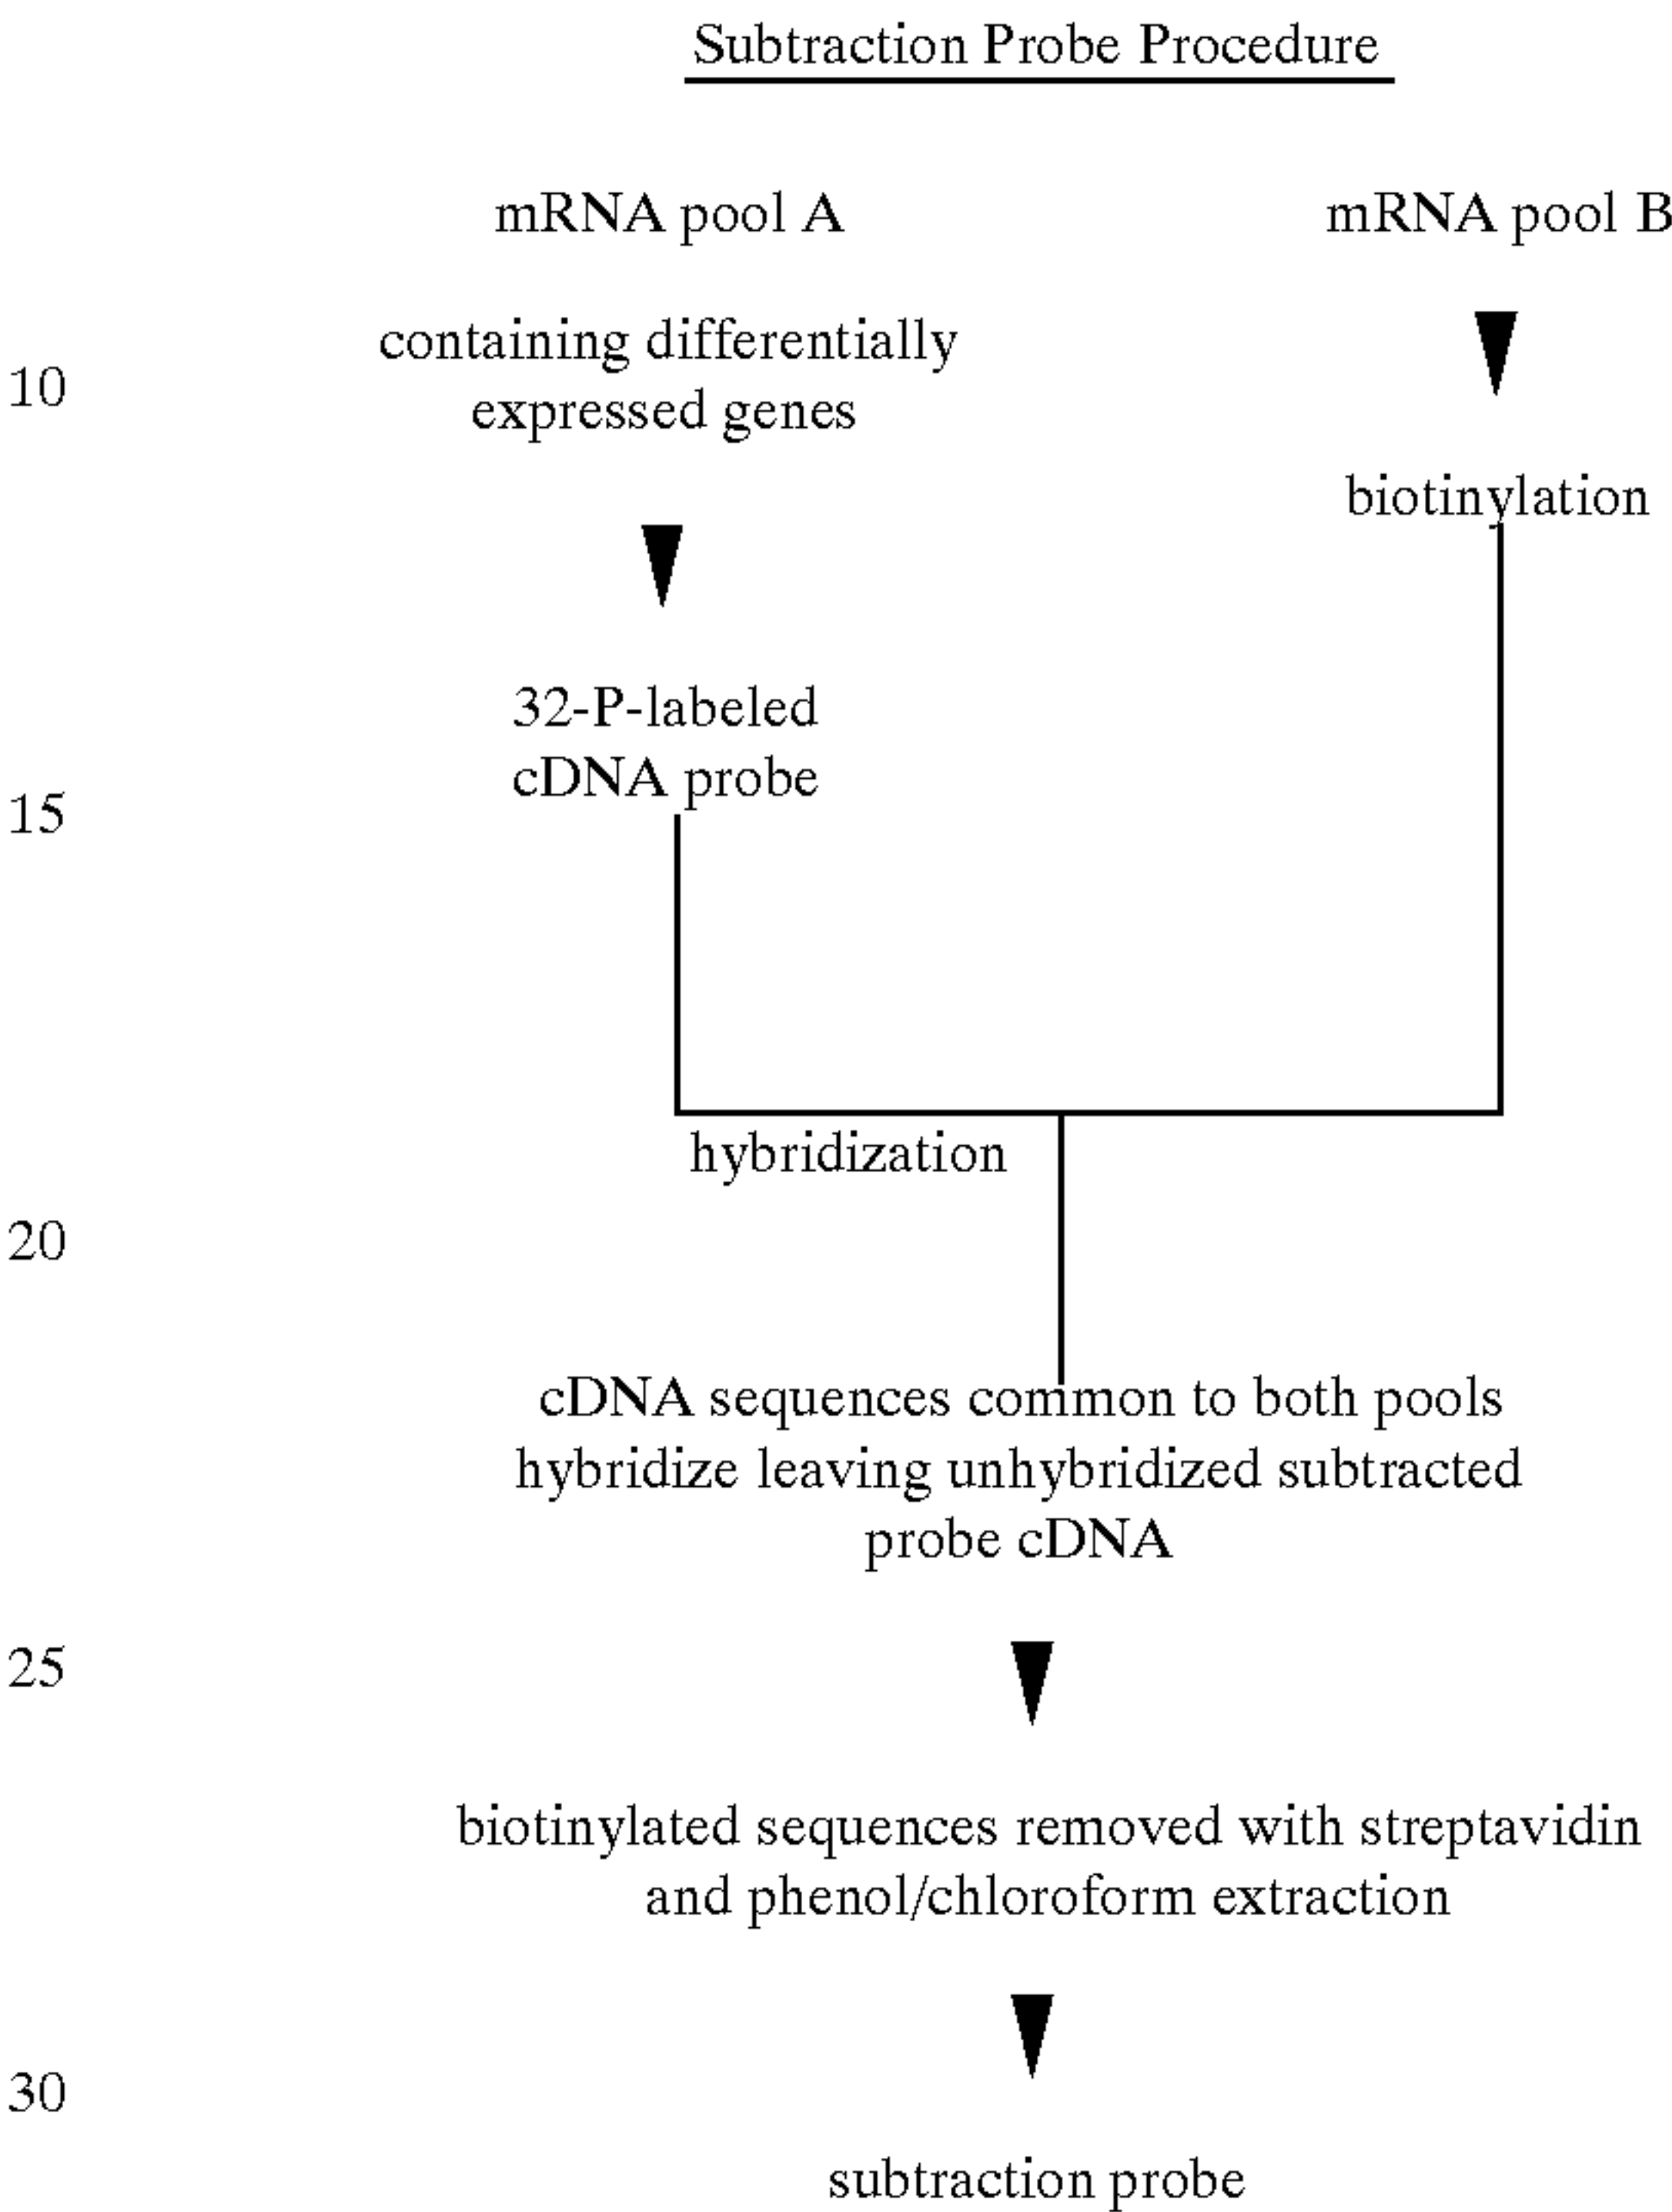 Subtraction Probe Procedure
mRNA pool A
mRNA pool B
containing differentially
10
expressed genes
biotinylation
32-P-labeled
cDNA probe
15
hybridization
20
cDNA sequences common to both pools
hybridize leaving unhybridized subtracted
probe cDNA
25
biotinylated sequences removed with streptavidin
and phenol/chloroform extraction
30
subtraction probe